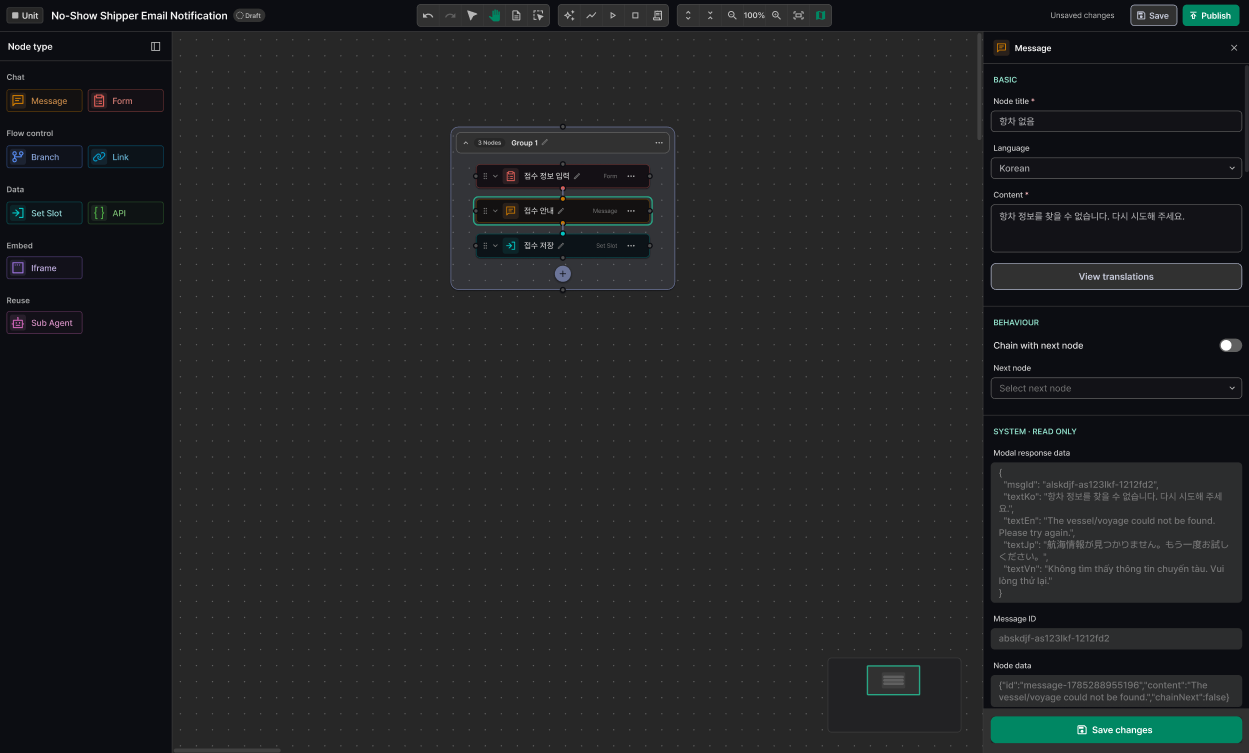 Unit
No-Show Shipper Email Notification
Draft
100%
Unsaved changes
Save
Publish
Node type
Chat
Message
Form
Flow control
Branch
Link
Data
Set Slot
API
Embed
Iframe
Reuse
Sub Agent
3 Nodes
Group 1
접수 정보 입력
Form
접수 안내
Message
접수 저장
Set Slot
Message
BASIC
Node title *
항차 없음
Language
Korean
Content *
항차 정보를 찾을 수 없습니다. 다시 시도해 주세요.
View translations
BEHAVIOUR
Chain with next node
Next node
Select next node
SYSTEM · READ ONLY
Modal response data
{
"msgId": "alskdjf-as123lkf-1212fd2",
"textKo": "항차 정보를 찾을 수 없습니다. 다시 시도해 주세
요.",
"textEn": "The vessel/voyage could not be found.
Please try again.",
"textJp": "航海情報が見つかりません。もう一度お試し
ください。",
"textVn": "Không tìm thấy thông tin chuyến tàu. Vui
lòng thử lại."
}
Message ID
abskdjf-as123lkf-1212fd2
Node data
{"id":"message-1785288955196","content":"The
vessel/voyage could not be found.","chainNext":false}
Save changes